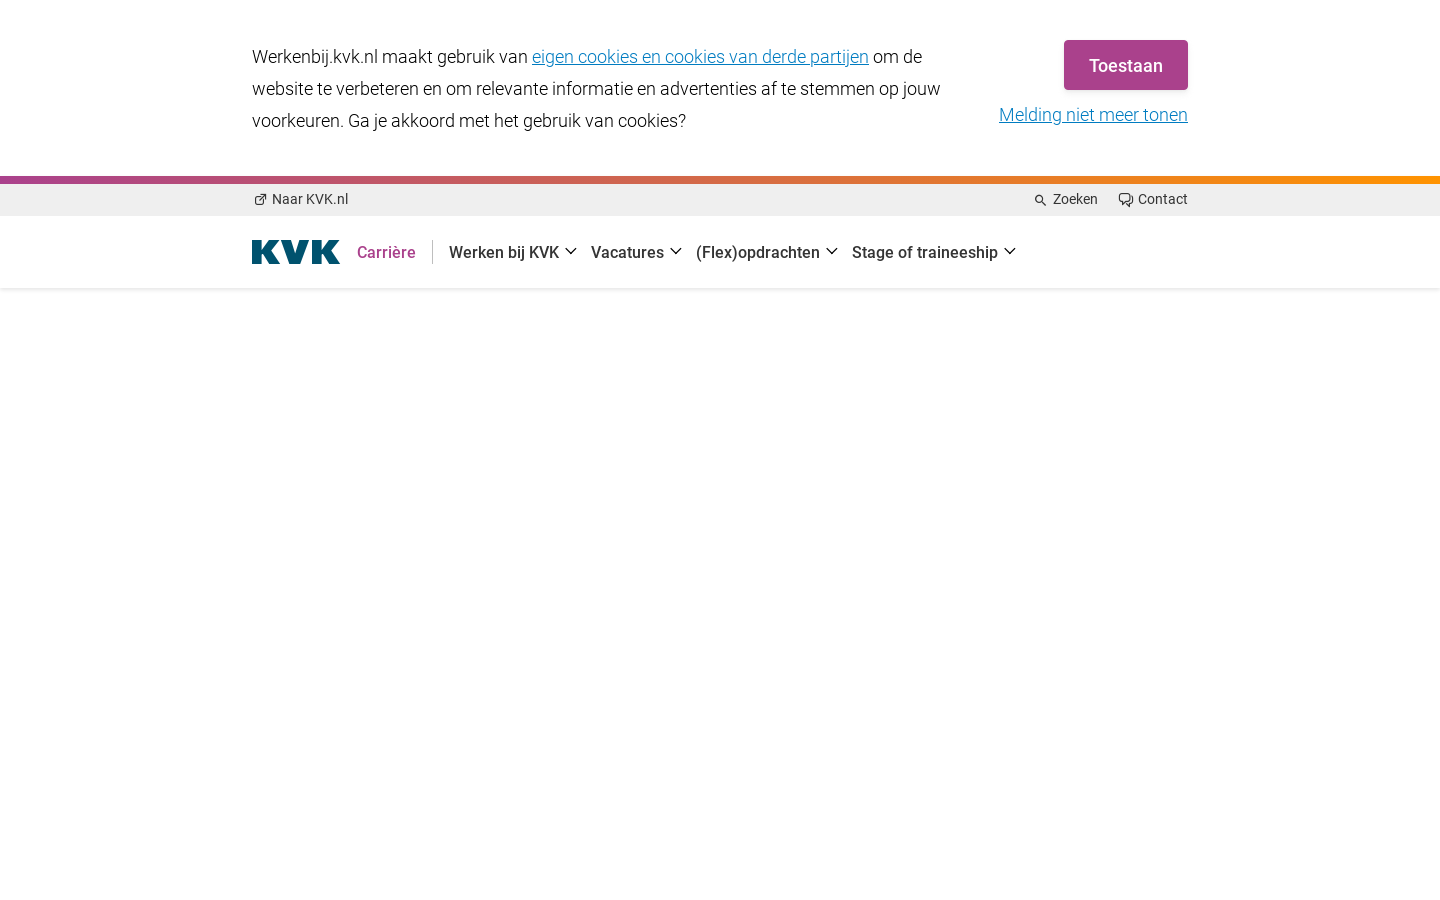 Werkenbij.kvk.nl maakt gebruik van eigen cookies en cookies van derde partijen om de
website te verbeteren en om relevante informatie en advertenties af te stemmen op jouw
voorkeuren. Ga je akkoord met het gebruik van cookies?
Toestaan
Melding niet meer tonen
Naar KVK.nl
Zoeken
Contact
KVK
Carrière
Werken bij KVK
Vacatures
(Flex)opdrachten
Stage of traineeship